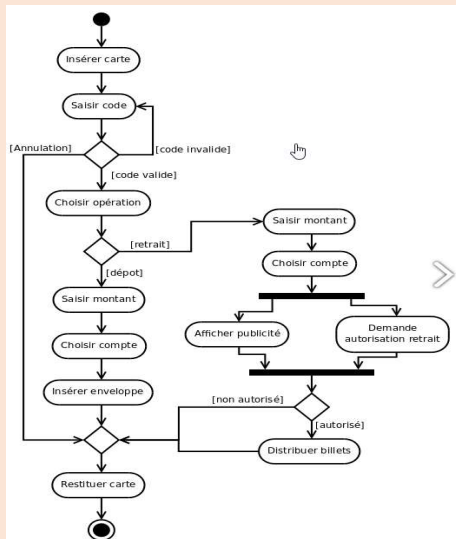 Insérer carte
Saisir code
[Annulation]
[code invalide]
[code valide]
Choisir opération
[retrait]
[dépot]
Saisir montant
Choisir compte
Insérer enveloppe
Saisir montant
Choisir compte
Afficher publicité
Demande
autorisation retrait
[non autorisé]
[autorisé]
Distribuer billets
Restituer carte